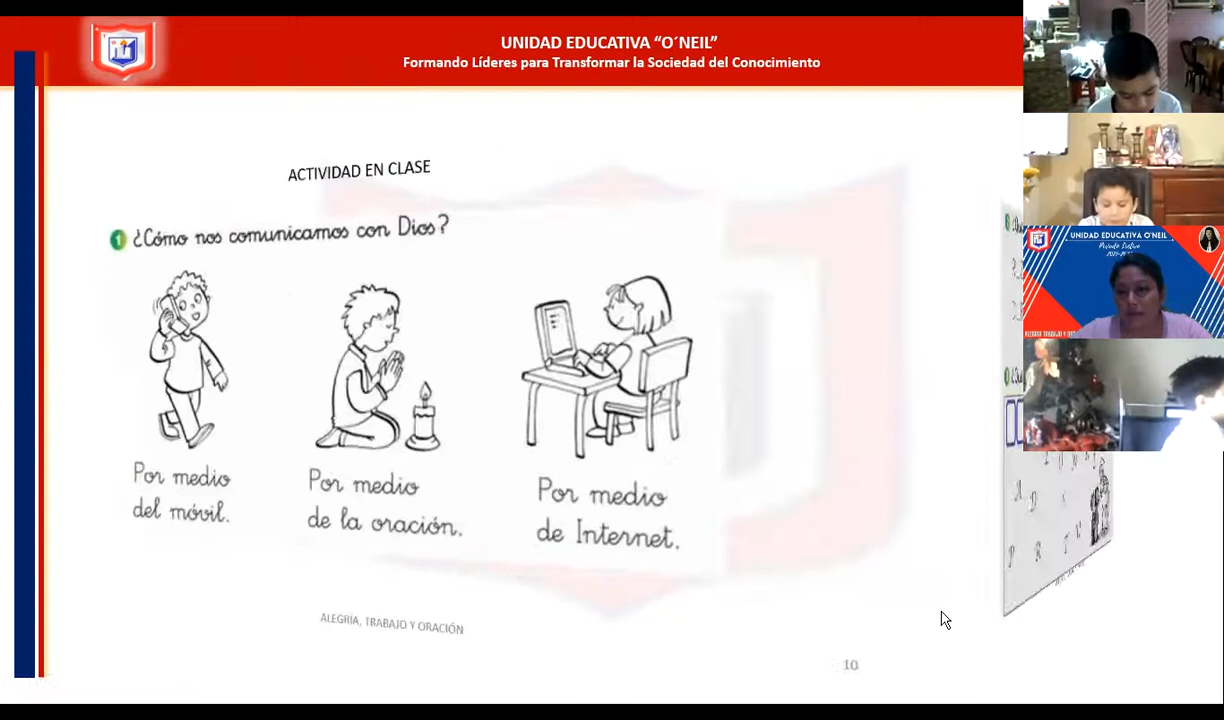 UNIDAD EDUCATIVA "O´NEIL"
Formando Líderes para Transformar la Sociedad del Conocimiento
ACTIVIDAD EN CLASE
1 ¿Cómo nos comunicamos con Dios?
Por medio
del móvil.
Por medio
de la oración.
Por medio
de Internet.
ALEGRÍA, TRABAJO Y ORACIÓN
10
UNIDAD EDUCATIVA O'NEIL